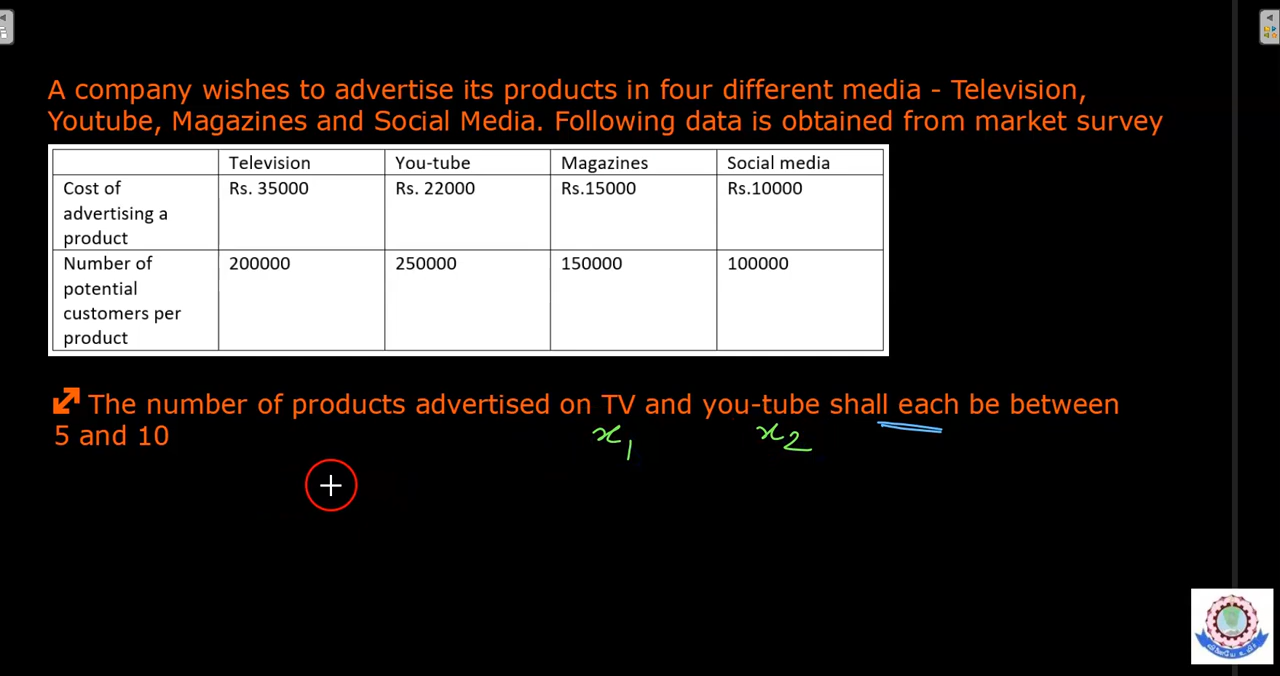 A company wishes to advertise its products in four different media - Television,
Youtube, Magazines and Social Media. Following data is obtained from market survey
Television You-tube Magazines Social media
Cost of advertising a product Rs. 35000 Rs. 22000 Rs.15000 Rs.10000
Number of potential customers per product 200000 250000 150000 100000
The number of products advertised on TV and you-tube shall each be between
5 and 10
x₁ x₂